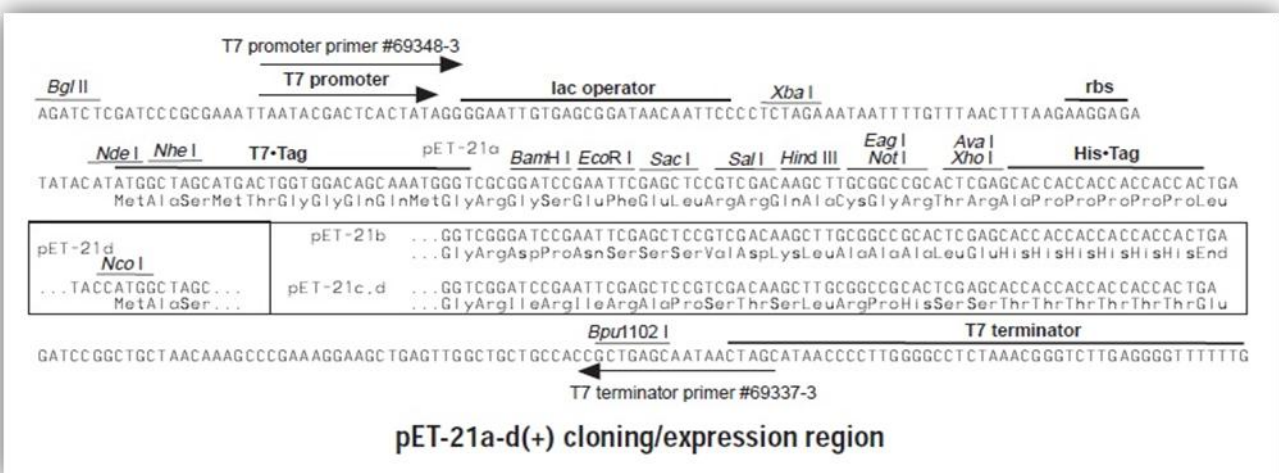 T7 promoter primer #69348-3
Bgl II T7 promoter lac operator Xba I rbs
AGATCTCGATCCCGCGAAATTAATACGACTCACTATAGGGGAATTGTGAGCGGATAACAATTCCCCTCTAGAAATAATTTTGTTTAACTTTAAGAAGGAGA
Nde I Nhe I T7•Tag pET-21a BamH I EcoR I Sac I Sal I Hind III Eag I Not I Ava I Xho I His•Tag
TATACATATGGCTAGCATGACTGGTGGACAGCAAATGGGTCGCGGATCCGAATTCGAGCTCCGTCGACAAGCTTGCGGCCGCACTCGAGCACCACCACCACCACCACTGA
MetAlaSerMetThrGlyGlyGlnGlnMetGlyArgGlySerGluPheGluLeuArgArgGlnAlaCysGlyArgThrArgAlaProProProProProLeu
pET-21d
Nco I
...TACCATGGCTAGC...
MetAlaSer...
pET-21b ...GGTCGGGATCCGAATTCGAGCTCCGTCGACAAGCTTGCGGCCGCACTCGAGCACCACCACCACCACCACTGA
...GlyArgAspProAsnSerSerSerValAspLysLeuAlaAlaAlaLeuGluHisHisHisHisHisHisEnd
pET-21c,d ...GGTCGGATCCGAATTCGAGCTCCGTCGACAAGCTTGCGGCCGCACTCGAGCACCACCACCACCACCACTGA
...GlyArgIleArgIleArgAlaProSerThrSerLeuArgProHisSerSerThrThrThrThrThrThrGlu
Bpu1102 I T7 terminator
GATCCGGCTGCTAACAAAGCCCGAAAGGAAGCTGAGTTGGCTGCTGCCACCGCTGAGCAATAACTAGCATAACCCCTTGGGGCCTCTAAACGGGTCTTGAGGGGTTTTTTG
T7 terminator primer #69337-3
pET-21a-d(+) cloning/expression region